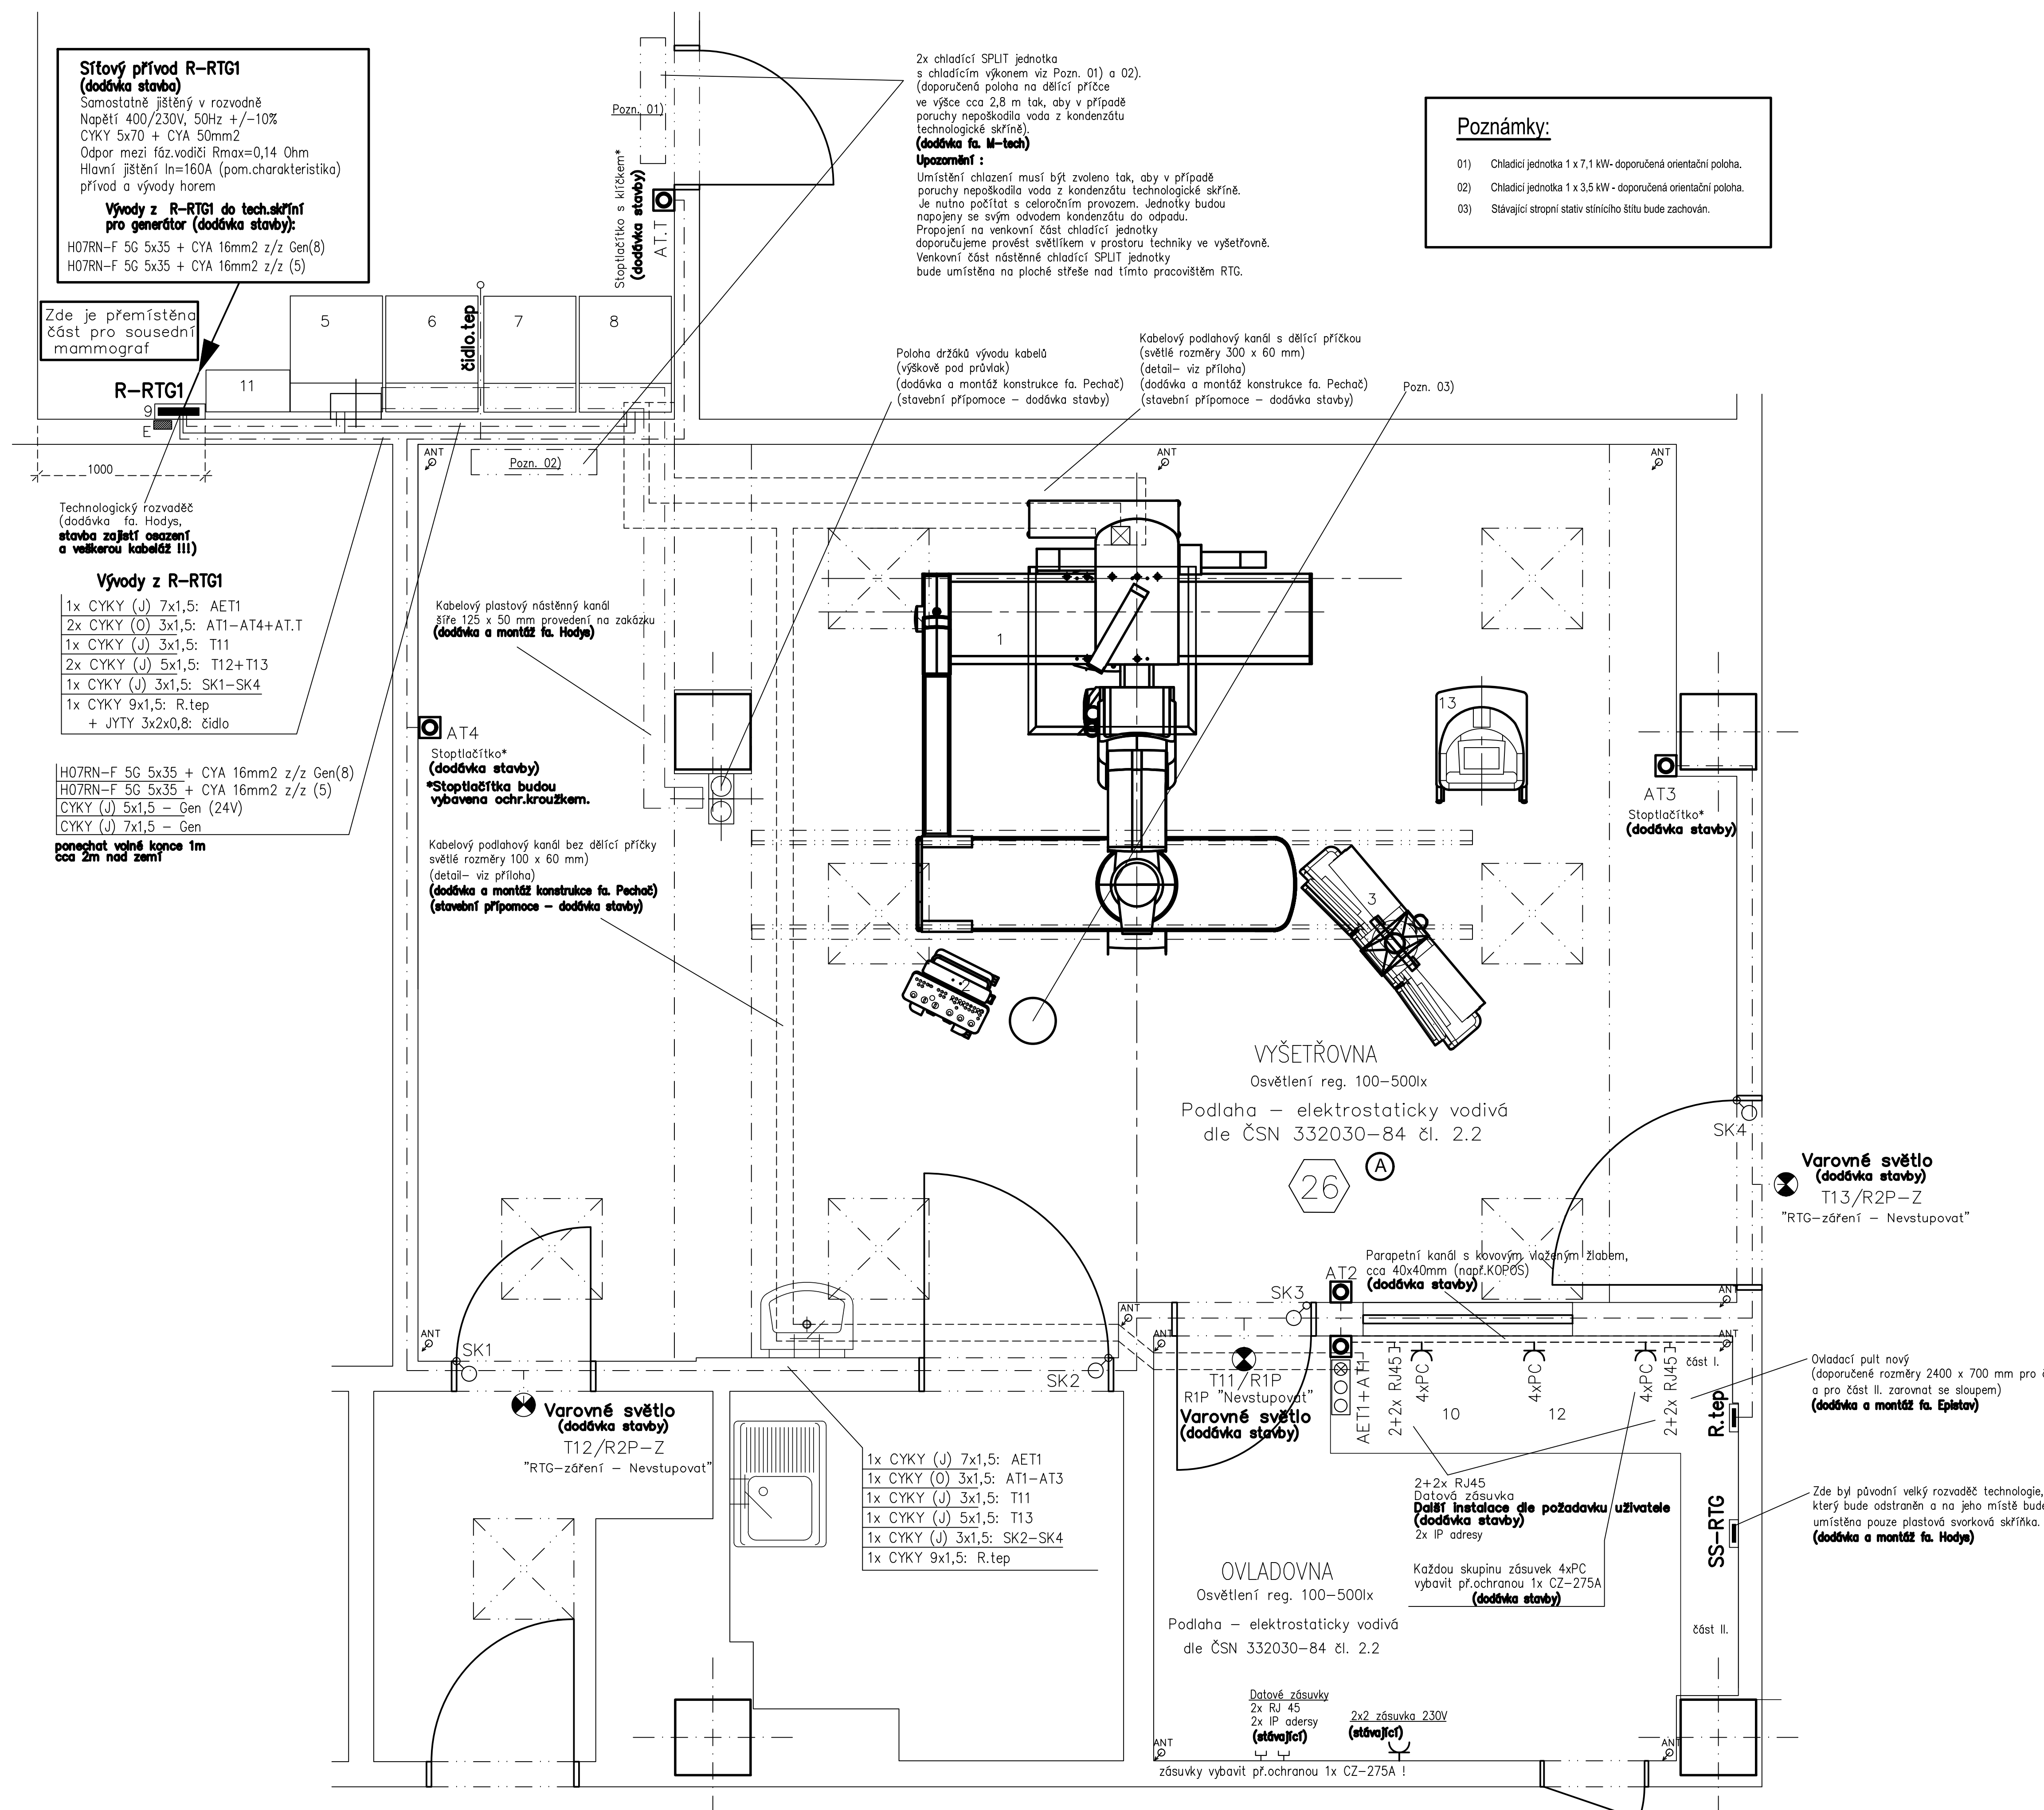 Síťový přívod R-RTG1
(dodávka stavba)
Samostatně jištěný v rozvodně
Napětí 400/230V, 50Hz +/-10%
CYKY 5x70 + CYA 50mm2
Odpor mezi fáz.vodiči Rmax=0,14 Ohm
Hlavní jištění In=160A (pom.charakteristika)
přívod a vývody horem
Vývody z R-RTG1 do tech.skříní
pro generátor (dodávka stavby):
H07RN-F 5G 5x35 + CYA 16mm2 z/z Gen(8)
H07RN-F 5G 5x35 + CYA 16mm2 z/z (5)
Zde je přemístěna
část pro sousední
mammograf
R-RTG1
9
E
11
5
6
čidlo.tep
7
8
1000
Pozn. 01)
Stoptlačítko s klíčkem*
(dodávka stavby)
AT.T
2x chladící SPLIT jednotka
s chladícím výkonem viz Pozn. 01) a 02).
(doporučená poloha na dělící příčce
ve výšce cca 2,8 m tak, aby v případě
poruchy nepoškodila voda z kondenzátu
technologické skříně).
(dodávka fa. M-tech)
Upozornění :
Umístění chlazení musí být zvoleno tak, aby v případě
poruchy nepoškodila voda z kondenzátu technologické skříně.
Je nutno počítat s celoročním provozem. Jednotky budou
napojeny se svým odvodem kondenzátu do odpadu.
Propojení na venkovní část chladící jednotky
doporučujeme provést světlíkem v prostoru techniky ve vyšetřovně.
Venkovní část nástěnné chladící SPLIT jednotky
bude umístěna na ploché střeše nad tímto pracovištěm RTG.
Poznámky:
01) Chladicí jednotka 1 x 7,1 kW- doporučená orientační poloha.
02) Chladicí jednotka 1 x 3,5 kW - doporučená orientační poloha.
03) Stávající stropní stativ stínícího štítu bude zachován.
Poloha držáků vývodu kabelů
(výškově pod průvlak)
(dodávka a montáž konstrukce fa. Pechač)
(stavební přípomoce - dodávka stavby)
Kabelový podlahový kanál s dělící příčkou
(světlé rozměry 300 x 60 mm)
(detail- viz příloha)
(dodávka a montáž konstrukce fa. Pechač)
(stavební přípomoce - dodávka stavby)
Pozn. 03)
ANT
Pozn. 02)
ANT
ANT
Technologický rozvaděč
(dodávka fa. Hodys,
stavba zajistí osazení
a veškerou kabeláž !!!)
Vývody z R-RTG1
1x CYKY (J) 7x1,5: AET1
2x CYKY (O) 3x1,5: AT1-AT4+AT.T
1x CYKY (J) 3x1,5: T11
2x CYKY (J) 5x1,5: T12+T13
1x CYKY (J) 3x1,5: SK1-SK4
1x CYKY 9x1,5: R.tep
+ JYTY 3x2x0,8: čidlo
H07RN-F 5G 5x35 + CYA 16mm2 z/z Gen(8)
H07RN-F 5G 5x35 + CYA 16mm2 z/z (5)
CYKY (J) 5x1,5 - Gen (24V)
CYKY (J) 7x1,5 - Gen
ponechat volné konce 1m
cca 2m nad zemí
Kabelový plastový nástěnný kanál
šíře 125 x 50 mm provedení na zakázku
(dodávka a montáž fa. Hodys)
AT4
Stoptlačítko*
(dodávka stavby)
*Stoptlačítka budou
vybavena ochr.kroužkem.
Kabelový podlahový kanál bez dělící příčky
světlé rozměry 100 x 60 mm)
(detail- viz příloha)
(dodávka a montáž konstrukce fa. Pechač)
(stavební přípomoce - dodávka stavby)
1
13
3
2
AT3
Stoptlačítko*
(dodávka stavby)
VYŠETŘOVNA
Osvětlení reg. 100-500lx
Podlaha - elektrostaticky vodivá
dle ČSN 332030-84 čl. 2.2
26
A
SK4
Varovné světlo
(dodávka stavby)
T13/R2P-Z
"RTG-záření - Nevstupovat"
Parapetní kanál s kovovým vloženým žlabem,
cca 40x40mm (např.KOPOS)
(dodávka stavby)
AT2
SK3
ANT
ANT
ANT
ANT
ANT
SK1
SK2
Varovné světlo
(dodávka stavby)
T12/R2P-Z
"RTG-záření - Nevstupovat"
T11/R1P
R1P "Nevstupovat"
Varovné světlo
(dodávka stavby)
AET1+AT1
2+2x RJ45
4xPC
10
4xPC
12
4xPC
2+2x RJ45
část I.
R.tep
Ovladací pult nový
(doporučené rozměry 2400 x 700 mm pro č
a pro část II. zarovnat se sloupem)
(dodávka a montáž fa. Epistav)
1x CYKY (J) 7x1,5: AET1
1x CYKY (O) 3x1,5: AT1-AT3
1x CYKY (J) 3x1,5: T11
1x CYKY (J) 5x1,5: T13
1x CYKY (J) 3x1,5: SK2-SK4
1x CYKY 9x1,5: R.tep
2+2x RJ45
Datová zásuvka
Další instalace dle požadavku uživatele
(dodávka stavby)
2x IP adresy
SS-RTG
Zde byl původní velký rozvaděč technologie,
který bude odstraněn a na jeho místě bude
umístěna pouze plastová svorková skříňka.
(dodávka a montáž fa. Hodys)
Každou skupinu zásuvek 4xPC
vybavit př.ochranou 1x CZ-275A
(dodávka stavby)
OVLADOVNA
Osvětlení reg. 100-500lx
Podlaha - elektrostaticky vodivá
dle ČSN 332030-84 čl. 2.2
část II.
Datové zásuvky
2x RJ 45
2x IP adersy
(stávající)
2x2 zásuvka 230V
(stávající)
ANT
ANT
zásuvky vybavit př.ochranou 1x CZ-275A !